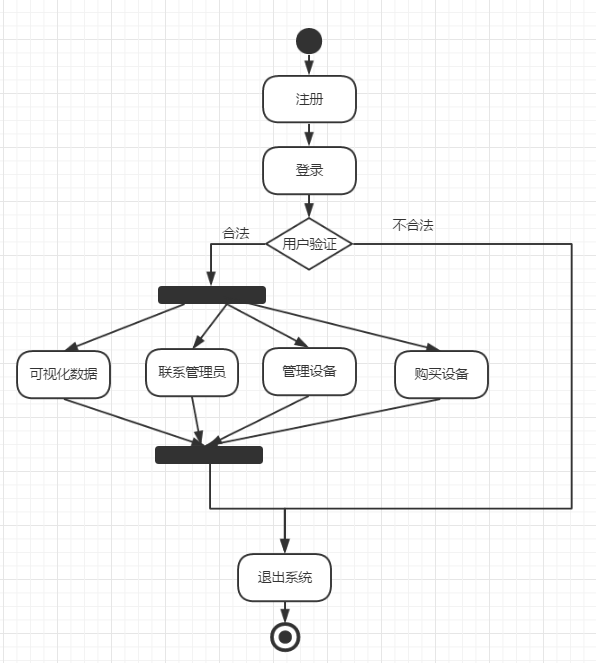 注册
登录
用户验证
合法
不合法
可视化数据
联系管理员
管理设备
购买设备
退出系统